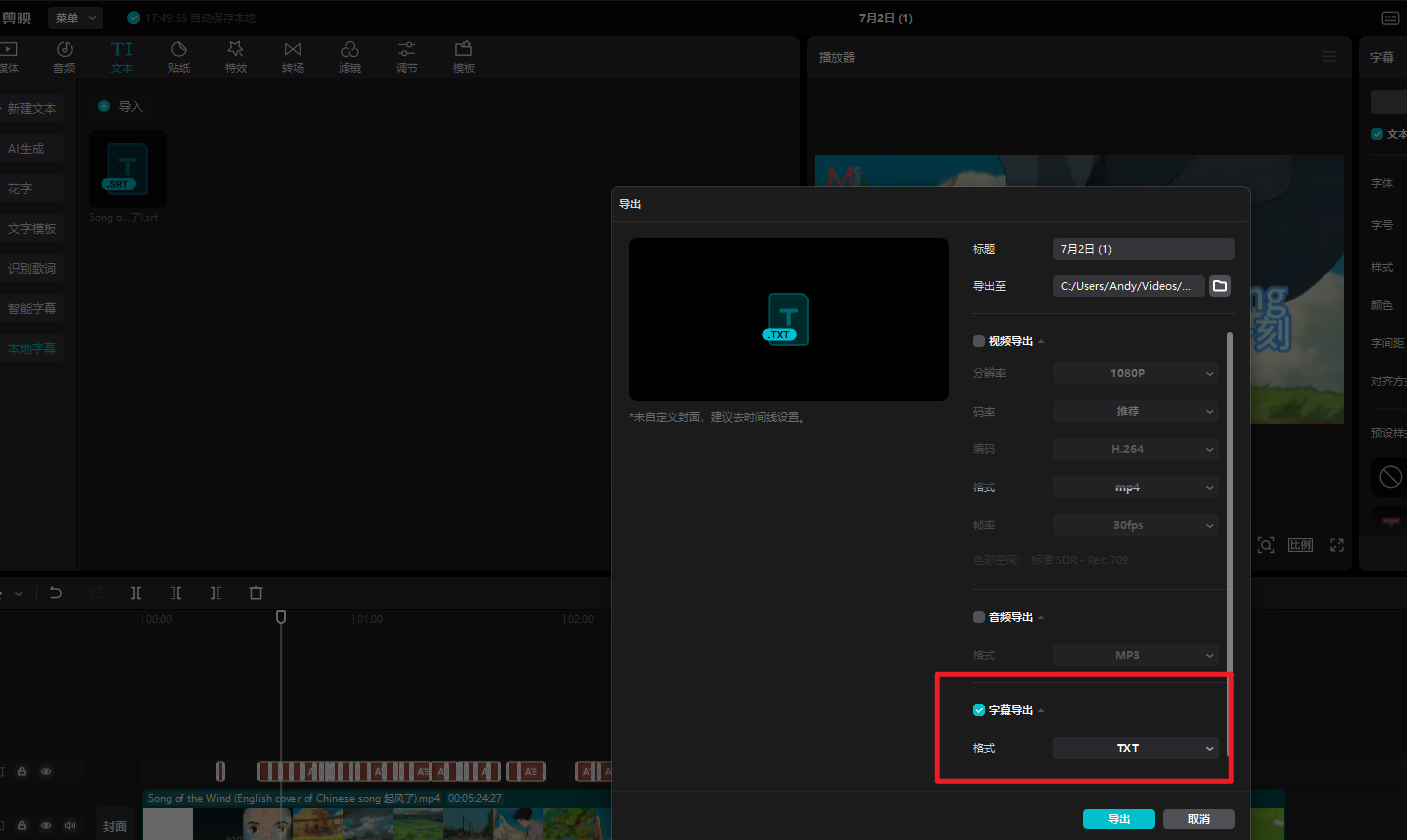 剪映
菜单
17:49:35 自动保存本地
7月2日 (1)
媒体
音频
TI
文本
贴纸
特效
转场
滤镜
调节
模板
播放器
字幕
新建文本
导入
AI生成
花字
文字模板
识别歌词
智能字幕
本地字幕
T
.SRT
Song o...了).srt
文本
字体
字号
样式
颜色
字间距
对齐方式
预设样式
ng
刻
比例
导出
T
.TXT
*未自定义封面，建议去时间线设置。
标题
7月2日 (1)
导出至
C:/Users/Andy/Videos/...
视频导出
分辨率
1080P
码率
推荐
编码
H.264
格式
mp4
帧率
30fps
色彩空间： 标准 SDR - Rec.709
音频导出
格式
MP3
字幕导出
格式
TXT
导出
取消
00:00
01:00
02:00
Song of the Wind (English cover of Chinese song 起风了).mp4 00:05:24:27
封面